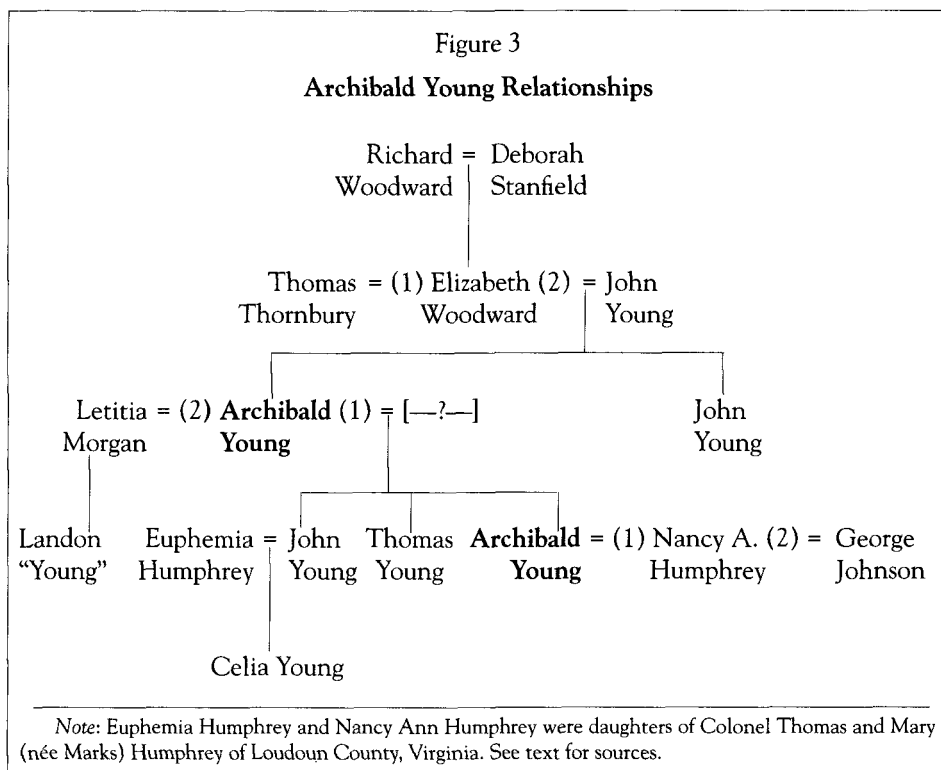 Figure 3
Archibald Young Relationships
Richard = Deborah
Woodward Stanfield
Thomas = (1) Elizabeth (2) = John
Thornbury Woodward Young
Letitia = (2) Archibald (1) = [—?—] John
Morgan Young Young
Landon Euphemia = John Thomas Archibald = (1) Nancy A. (2) = George
"Young" Humphrey Young Young Young Humphrey Johnson
Celia Young
Note: Euphemia Humphrey and Nancy Ann Humphrey were daughters of Colonel Thomas and Mary
(née Marks) Humphrey of Loudoun County, Virginia. See text for sources.